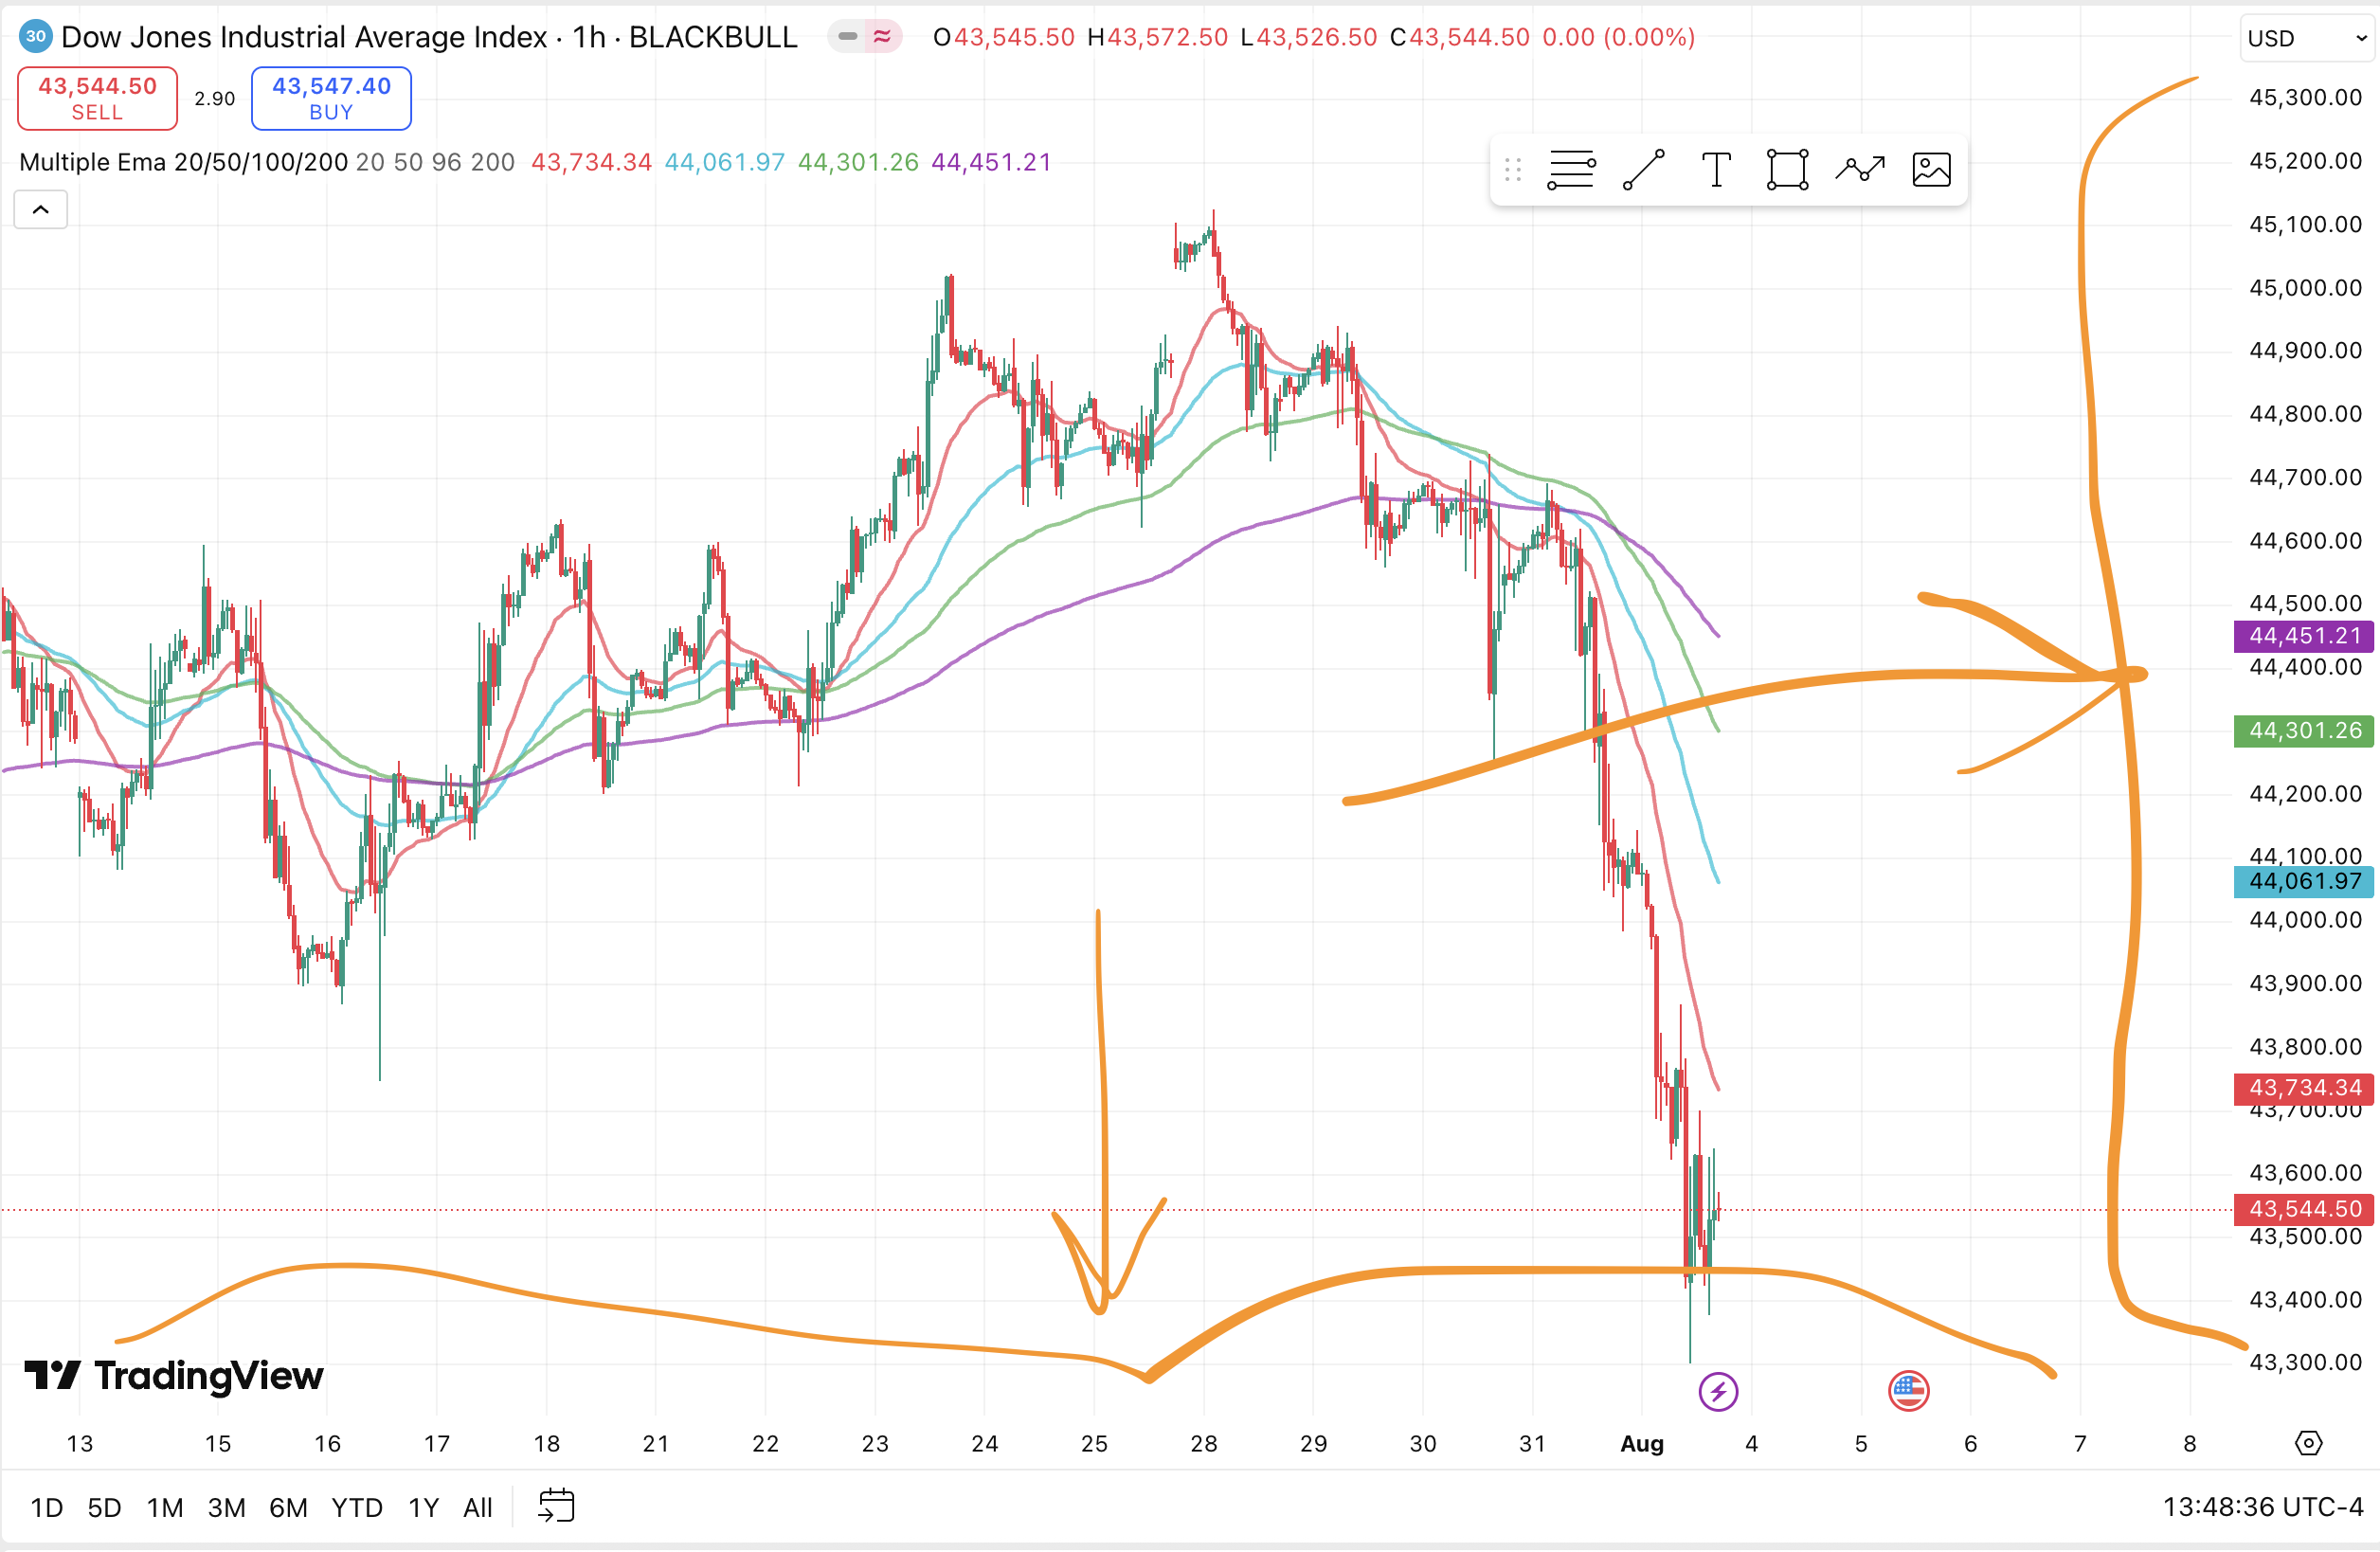 30 Dow Jones Industrial Average Index · 1h · BLACKBULL O43,545.50 H43,572.50 L43,526.50 C43,544.50 0.00 (0.00%)
USD
43,544.50 2.90 43,547.40
SELL BUY
Multiple Ema 20/50/100/200 20 50 96 200 43,734.34 44,061.97 44,301.26 44,451.21
T
45,300.00
45,200.00
45,100.00
45,000.00
44,900.00
44,800.00
44,700.00
44,600.00
44,500.00
44,451.21
44,400.00
44,301.26
44,200.00
44,100.00
44,061.97
44,000.00
43,900.00
43,800.00
43,734.34
43,700.00
43,600.00
43,544.50
43,500.00
43,400.00
43,300.00
TradingView
13 15 16 17 18 21 22 23 24 25 28 29 30 31 Aug 4 5 6 7 8
1D 5D 1M 3M 6M YTD 1Y All 13:48:36 UTC-4